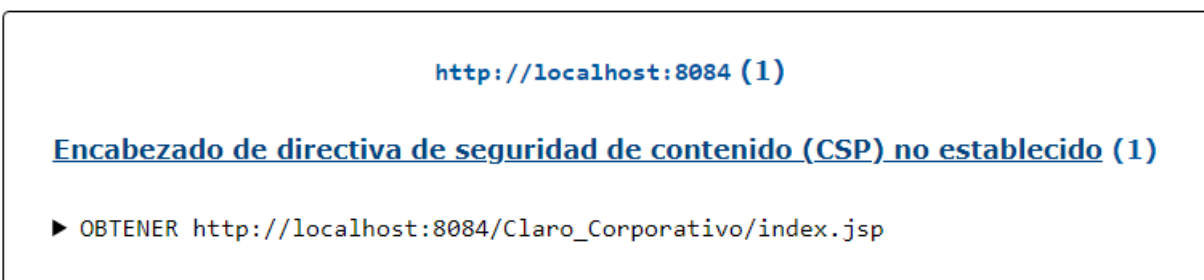 http://localhost:8084 (1)
Encabezado de directiva de seguridad de contenido (CSP) no establecido (1)
▶ OBTENER http://localhost:8084/Claro_Corporativo/index.jsp